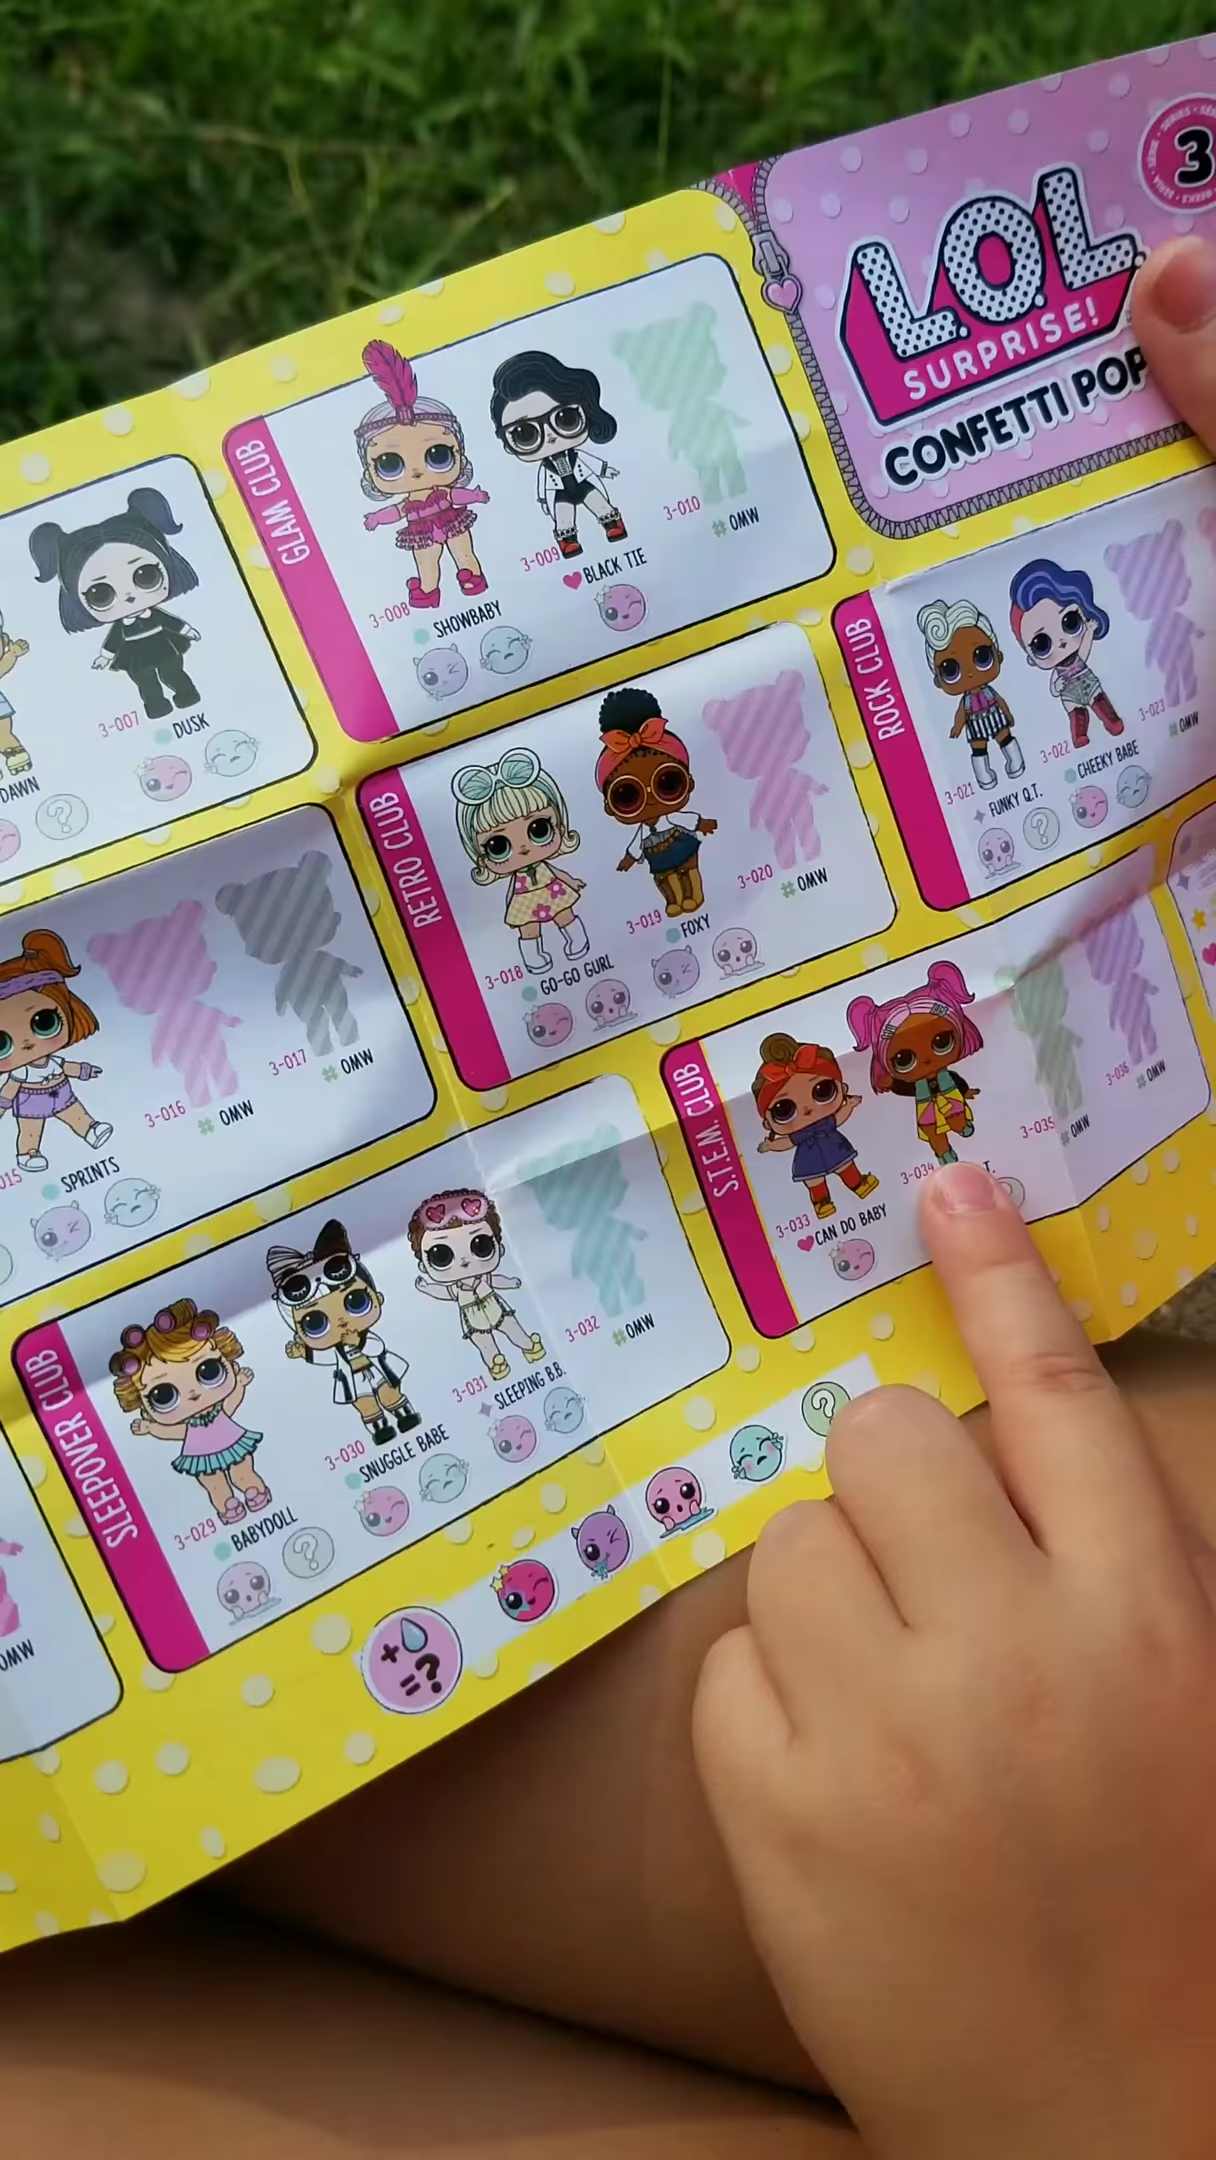 SERIES
3
L.O.L.
SURPRISE!
CONFETTI POP
GLAM CLUB
3-008
SHOWBABY
3-009
BLACK TIE
3-010
#OMW
3-007
DUSK
DAWN
?
RETRO CLUB
3-018
GO-GO GURL
3-019
FOXY
3-020
#OMW
ROCK CLUB
3-021
FUNKY Q.T.
?
3-022
CHEEKY BABE
3-023
#OMW
015
SPRINTS
3-016
#OMW
3-017
#OMW
S.T.E.M. CLUB
3-033
CAN DO BABY
3-034
T.
3-035
#OMW
3-036
#OMW
SLEEPOVER CLUB
3-029
BABYDOLL
?
3-030
SNUGGLE BABE
3-031
SLEEPING B.B.
3-032
#OMW
OMW
+
=?
?